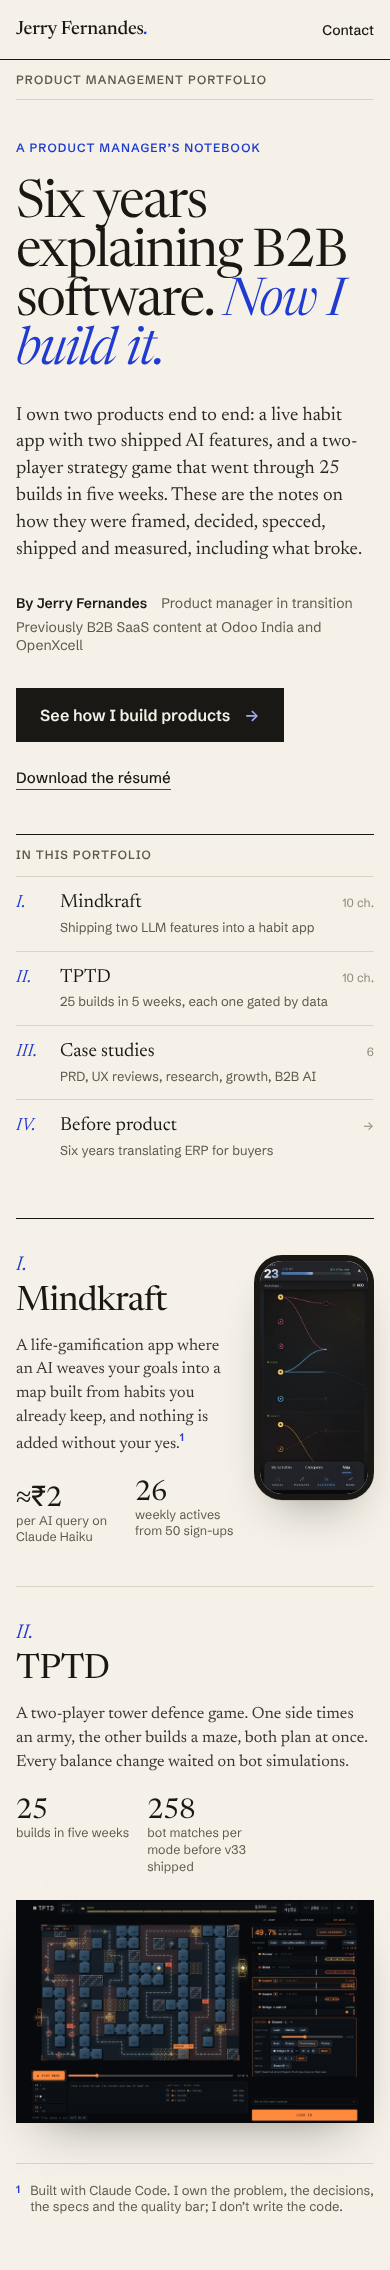 Jerry Fernandes.
Contact
PRODUCT MANAGEMENT PORTFOLIO
A PRODUCT MANAGER’S NOTEBOOK
Six years
explaining B2B
software. Now I
build it.
I own two products end to end: a live habit
app with two shipped AI features, and a two-
player strategy game that went through 25
builds in five weeks. These are the notes on
how they were framed, decided, specced,
shipped and measured, including what broke.
By Jerry Fernandes Product manager in transition
Previously B2B SaaS content at Odoo India and
OpenXcell
See how I build products →
Download the résumé
IN THIS PORTFOLIO
I. Mindkraft 10 ch.
Shipping two LLM features into a habit app
II. TPTD 10 ch.
25 builds in 5 weeks, each one gated by data
III. Case studies 6
PRD, UX reviews, research, growth, B2B AI
IV. Before product →
Six years translating ERP for buyers
I.
Mindkraft
A life-gamification app where
an AI weaves your goals into a
map built from habits you
already keep, and nothing is
added without your yes.1
≈₹2
per AI query on
Claude Haiku
26
weekly actives
from 50 sign-ups
23
II.
TPTD
A two-player tower defence game. One side times
an army, the other builds a maze, both plan at once.
Every balance change waited on bot simulations.
25
builds in five weeks
258
bot matches per
mode before v33
shipped
TPTD
49.7%
1 Built with Claude Code. I own the problem, the decisions,
the specs and the quality bar; I don’t write the code.